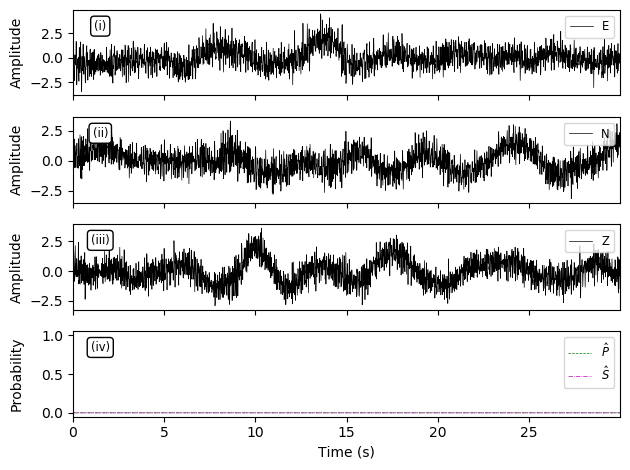 Amplitude
2.5
0.0
−2.5
(i)
E
Amplitude
2.5
0.0
−2.5
(ii)
N
Amplitude
2.5
0.0
−2.5
(iii)
Z
Probability
1.0
0.5
0.0
(iv)
P̂
Ŝ
0 5 10 15 20 25
Time (s)